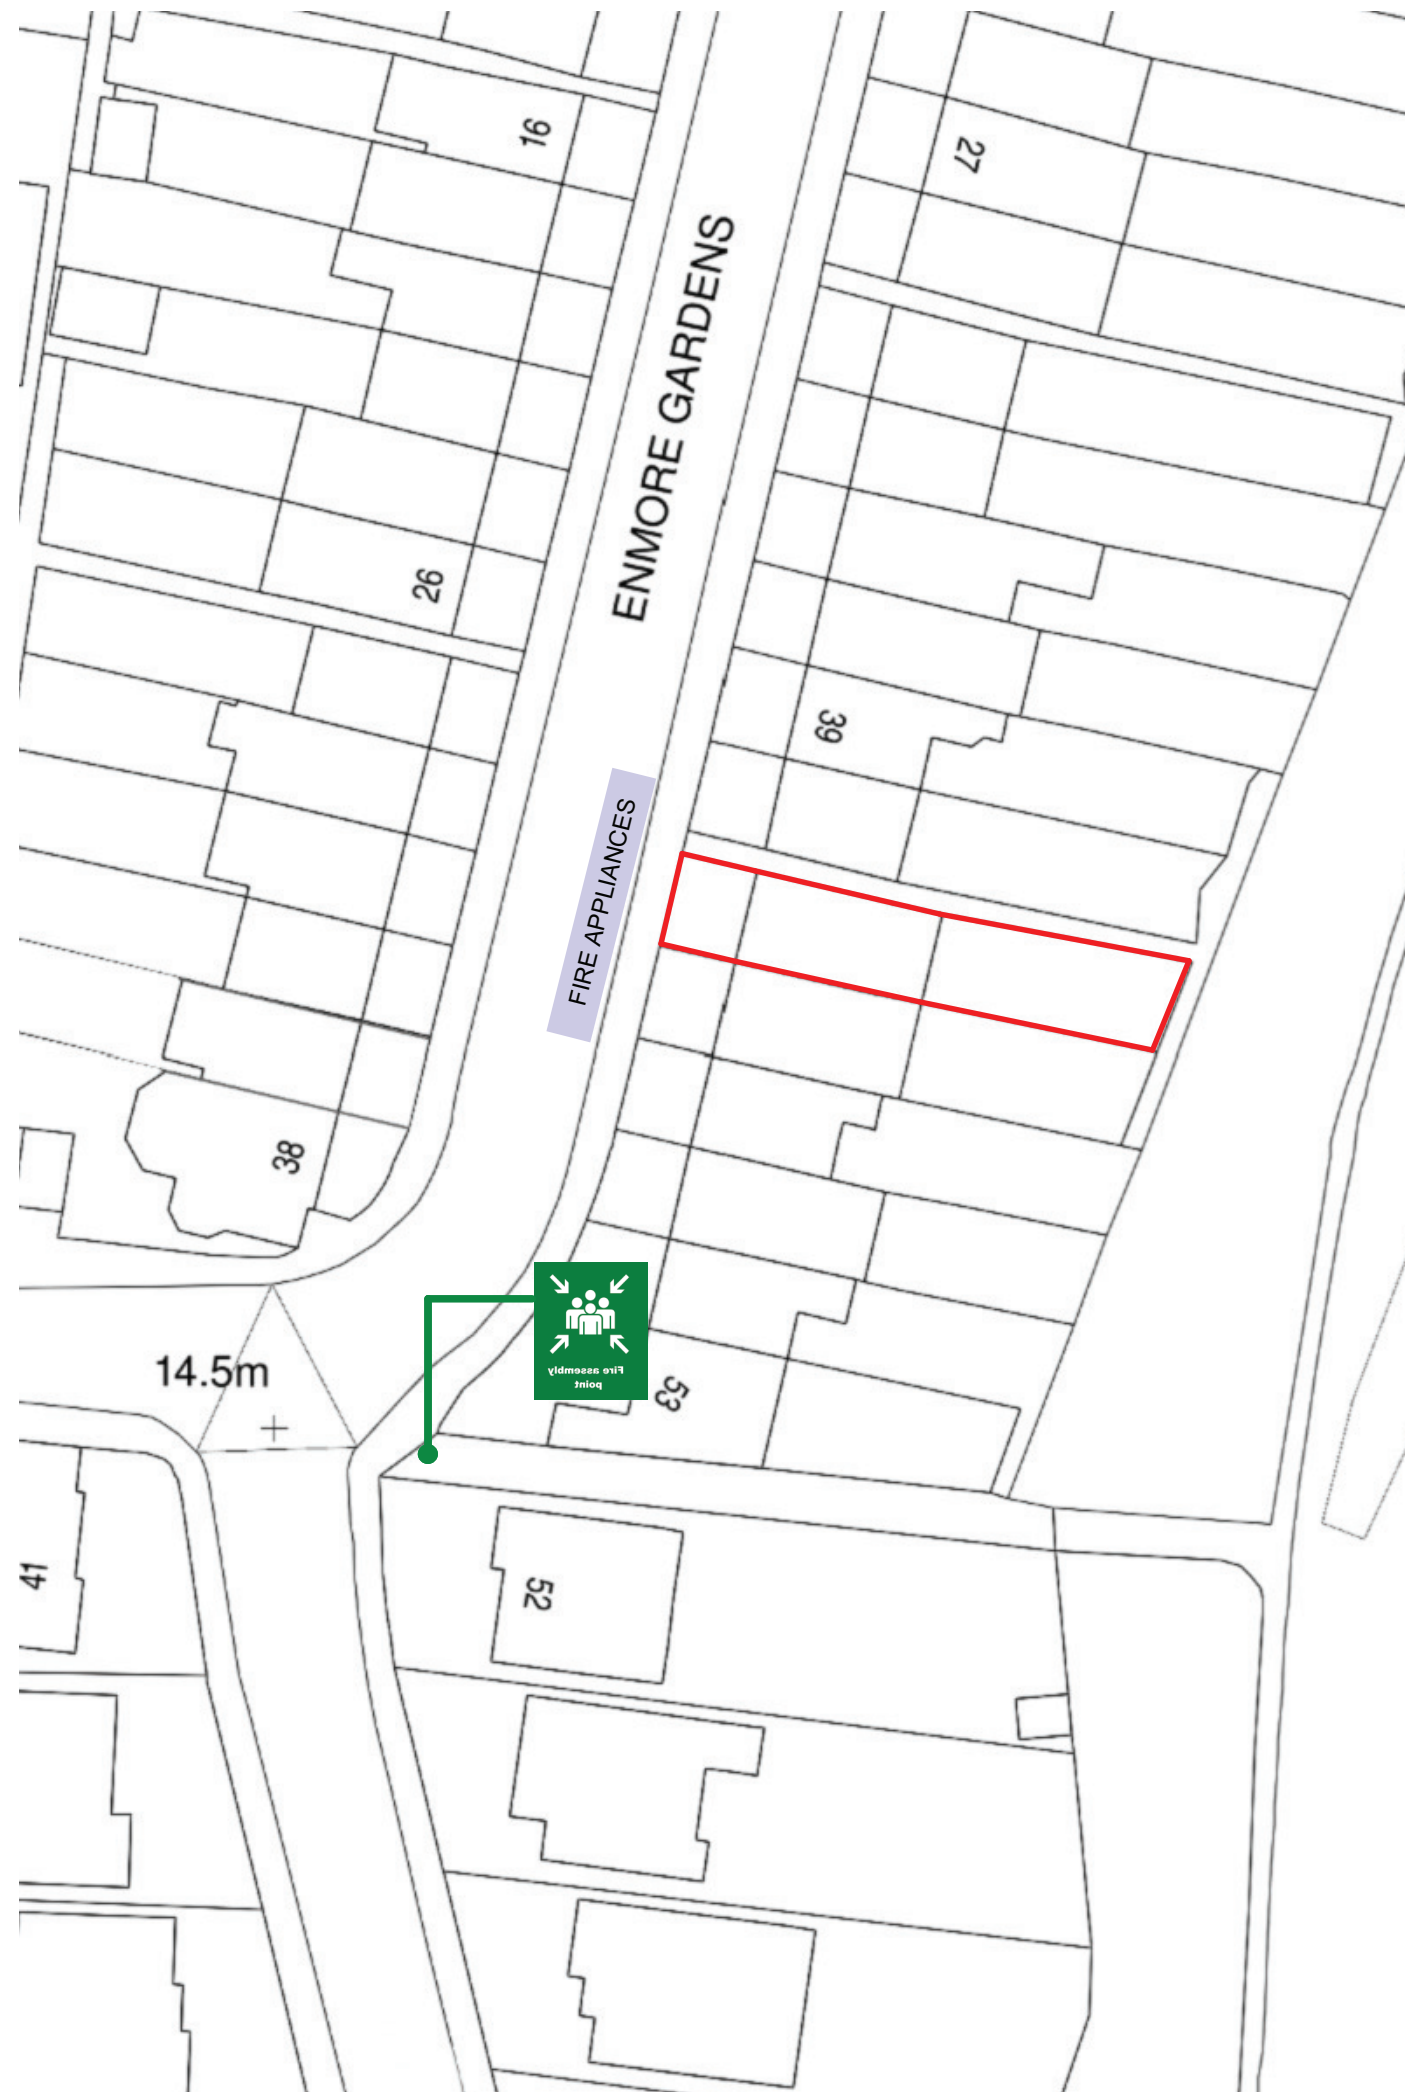 16
27
ENMORE GARDENS
26
39
FIRE APPLIANCES
38
Fire assembly
point
14.5m
53
41
52